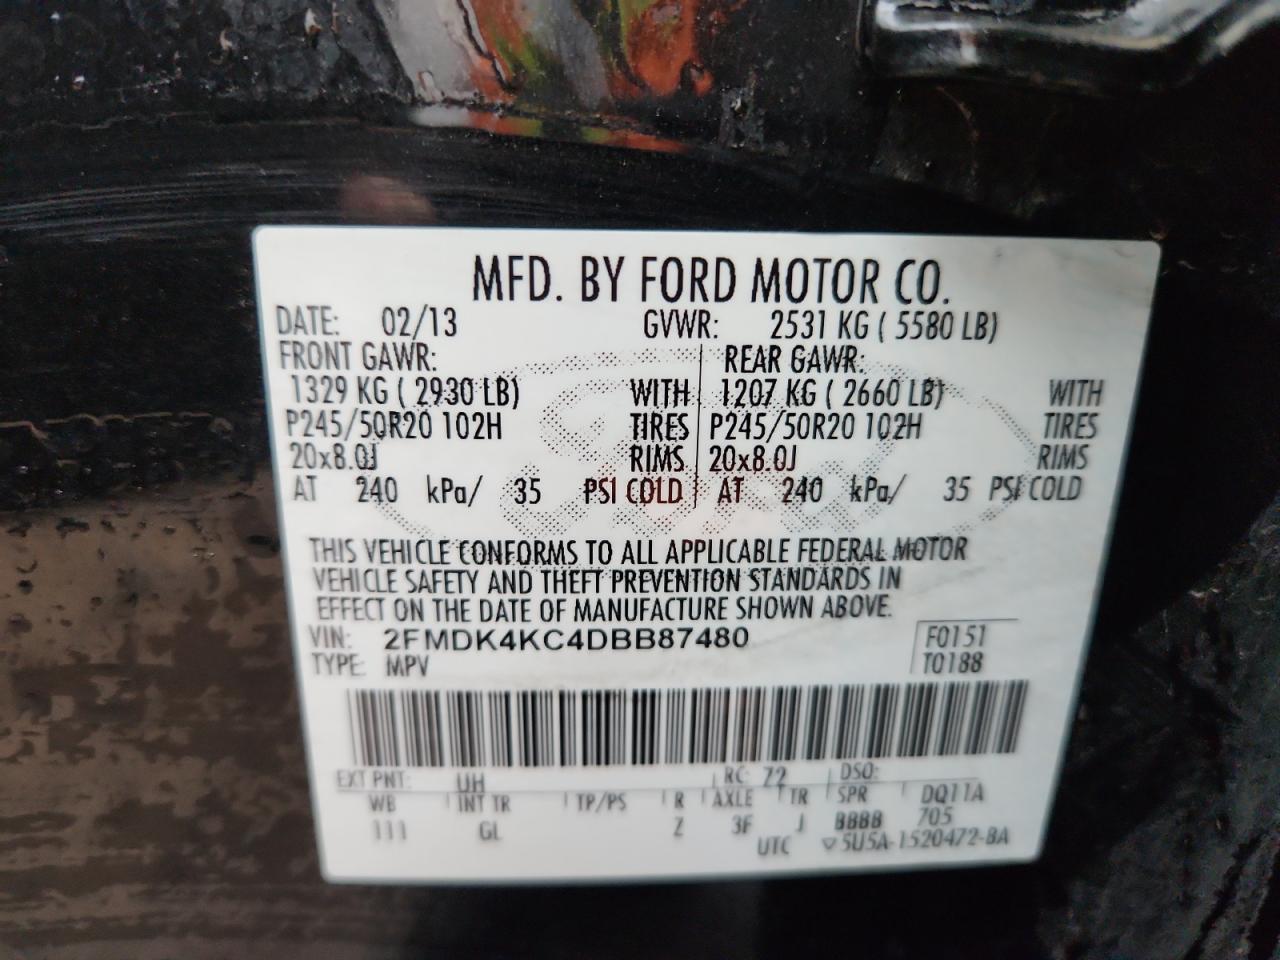 MFD. BY FORD MOTOR CO.
DATE: 02/13 GVWR: 2531 KG ( 5580 LB)
FRONT GAWR: REAR GAWR:
1329 KG ( 2930 LB) WITH 1207 KG ( 2660 LB) WITH
P245/50R20 102H TIRES P245/50R20 102H TIRES
20x8.0J RIMS 20x8.0J RIMS
AT 240 kPa/ 35 PSI COLD AT 240 kPa/ 35 PSI COLD
THIS VEHICLE CONFORMS TO ALL APPLICABLE FEDERAL MOTOR
VEHICLE SAFETY AND THEFT PREVENTION STANDARDS IN
EFFECT ON THE DATE OF MANUFACTURE SHOWN ABOVE.
VIN: 2FMDK4KC4DBB87480 F0151
TYPE: MPV T0188
EXT PNT: UH RC: 72 DSO:
WB INT TR TP/PS R AXLE TR SPR DQ11A
111 GL Z 3F J BBBB 705
UTC ▽5U5A-1520472-BA